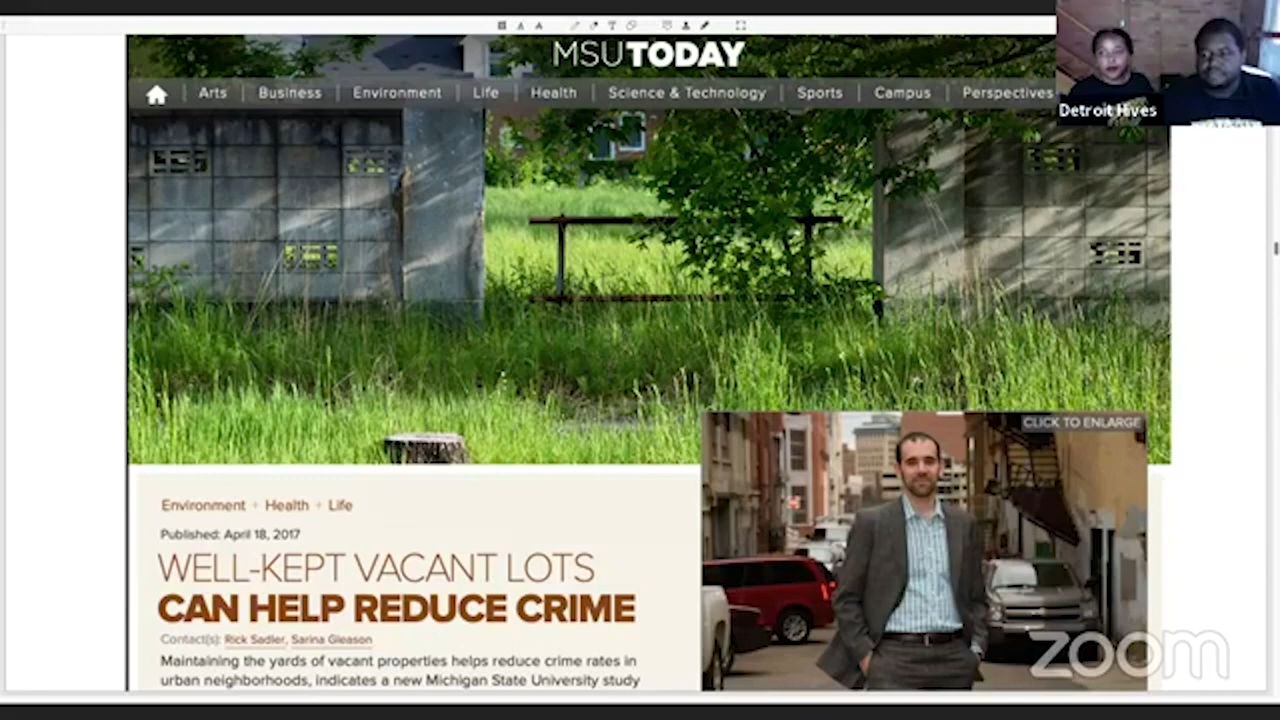 MSUTODAY
Arts Business Environment Life Health Science & Technology Sports Campus Perspectives
Detroit Hives
CLICK TO ENLARGE
Environment + Health + Life
Published: April 18, 2017
WELL-KEPT VACANT LOTS
CAN HELP REDUCE CRIME
Contact(s): Rick Sadler, Sarina Gleason
Maintaining the yards of vacant properties helps reduce crime rates in
urban neighborhoods, indicates a new Michigan State University study
zoom